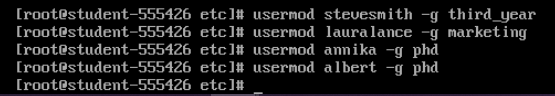 [root@student-555426 etc]# usermod stevesmith -g third_year
[root@student-555426 etc]# usermod lauralance -g marketing
[root@student-555426 etc]# usermod annika -g phd
[root@student-555426 etc]# usermod albert -g phd
[root@student-555426 etc]# _